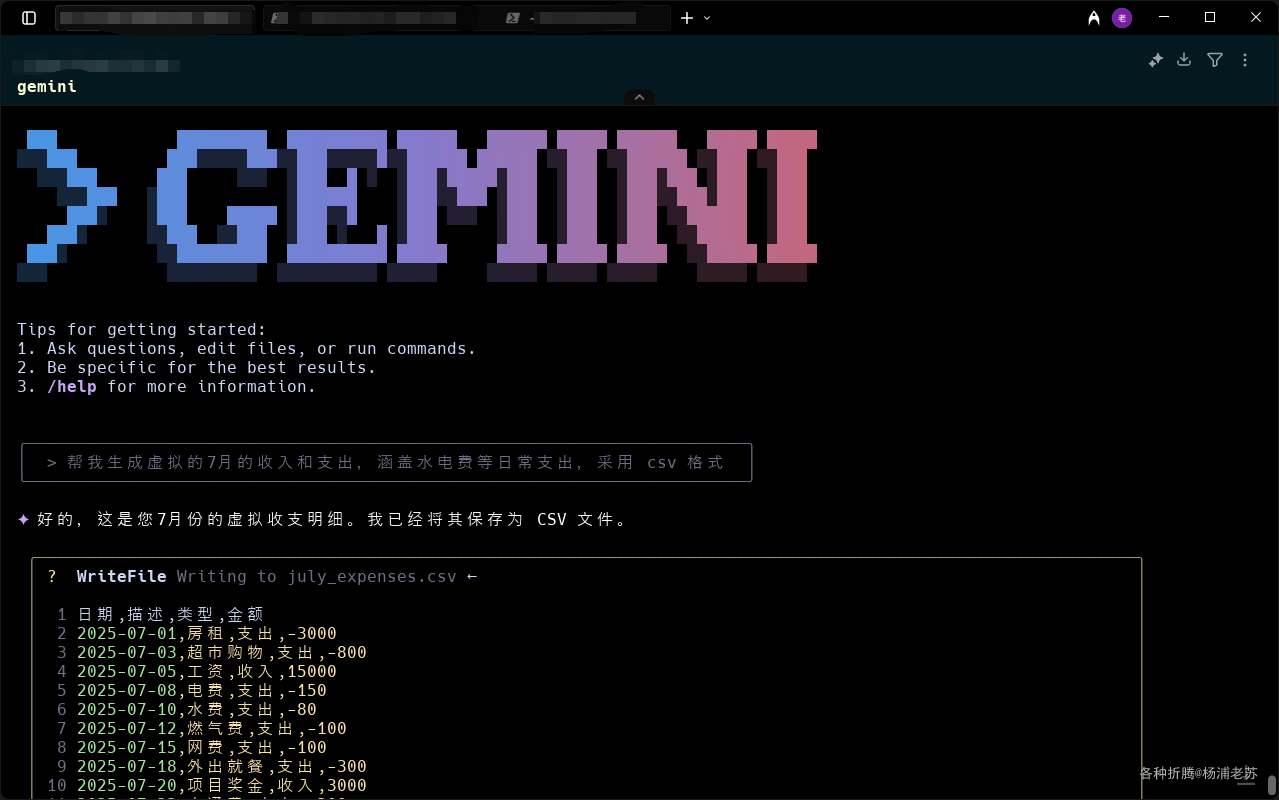 老
gemini
>GEMINI
Tips for getting started:
1. Ask questions, edit files, or run commands.
2. Be specific for the best results.
3. /help for more information.
> 帮我生成虚拟的7月的收入和支出, 涵盖水电费等日常支出, 采用 csv 格式
✦ 好的, 这是您7月份的虚拟收支明细。我已经将其保存为 CSV 文件。
? WriteFile Writing to july_expenses.csv ←
1 日期,描述,类型,金额
2 2025-07-01,房租,支出,-3000
3 2025-07-03,超市购物,支出,-800
4 2025-07-05,工资,收入,15000
5 2025-07-08,电费,支出,-150
6 2025-07-10,水费,支出,-80
7 2025-07-12,燃气费,支出,-100
8 2025-07-15,网费,支出,-100
9 2025-07-18,外出就餐,支出,-300
10 2025-07-20,项目奖金,收入,3000
各种折腾@杨浦老苏